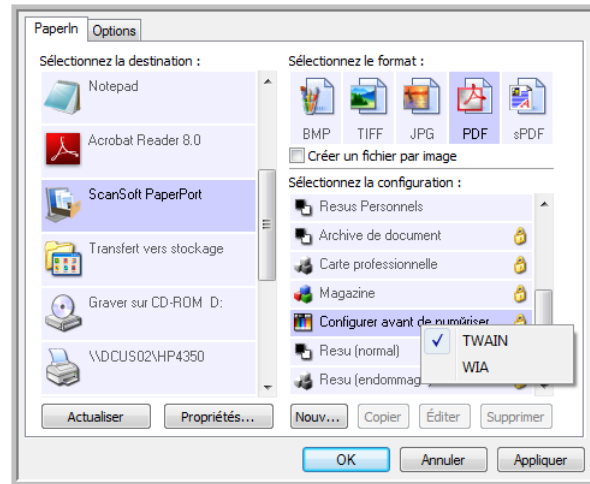 PaperIn
Options
Sélectionnez la destination :
Notepad
Acrobat Reader 8.0
ScanSoft PaperPort
Transfert vers stockage
Graver sur CD-ROM D:
\\DCUS02\HP4350
Actualiser
Propriétés...
Sélectionnez le format :
BMP
TIFF
JPG
PDF
sPDF
Créer un fichier par image
Sélectionnez la configuration :
Resus Personnels
Archive de document
Carte professionnelle
Magazine
Configurer avant de numŭriser
Resu (normal)
Resu (endommag
TWAIN
WIA
Nouv...
Copier
Éditer
Supprimer
OK
Annuler
Appliquer